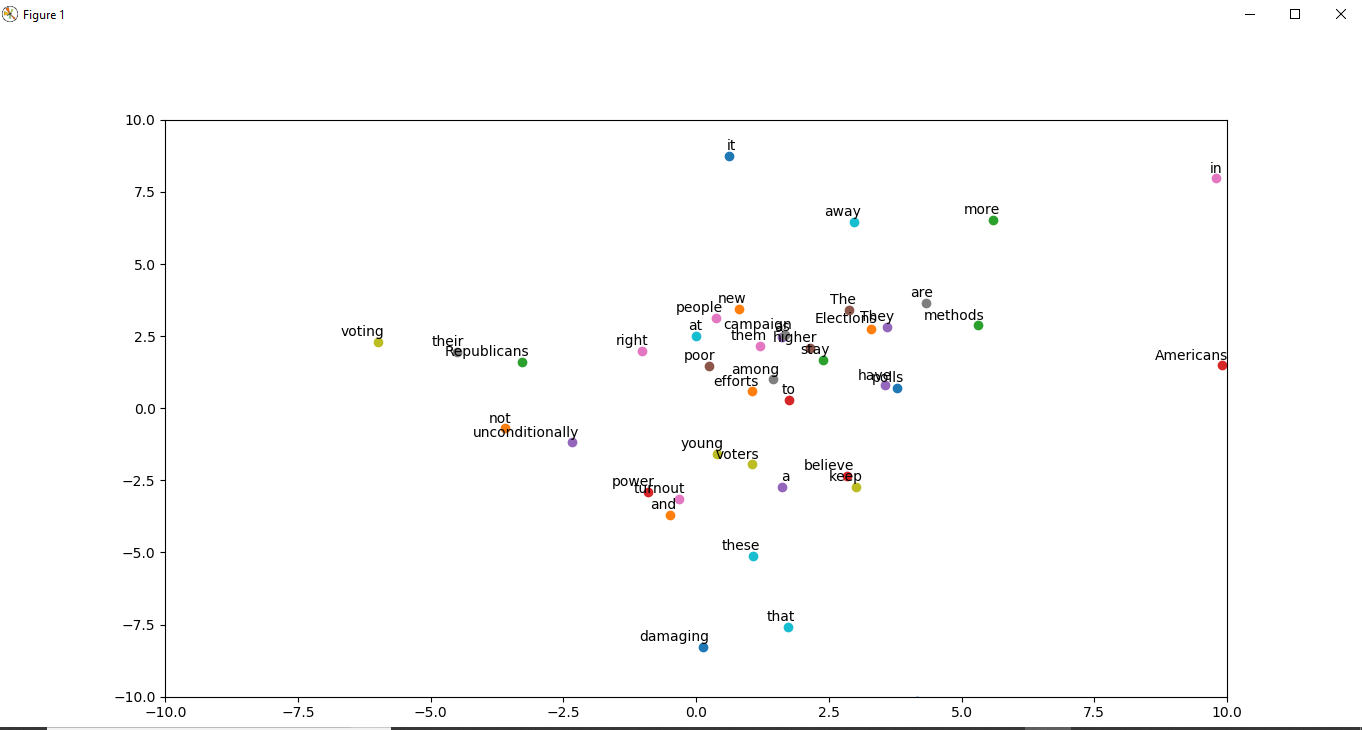 Figure 1
10.0
it
in
more
away
7.5
5.0
are
new
The
people
methods
Elections
They
campaign
as
at
voting
them
higher
right
their
2.5
Republicans
stay
poor
Americans
among
have
polls
efforts
to
0.0
not
unconditionally
young
voters
believe
keep
a
−2.5
power
turnout
and
these
−5.0
that
−7.5
damaging
−10.0
−10.0 −7.5 −5.0 −2.5 0.0 2.5 5.0 7.5 10.0